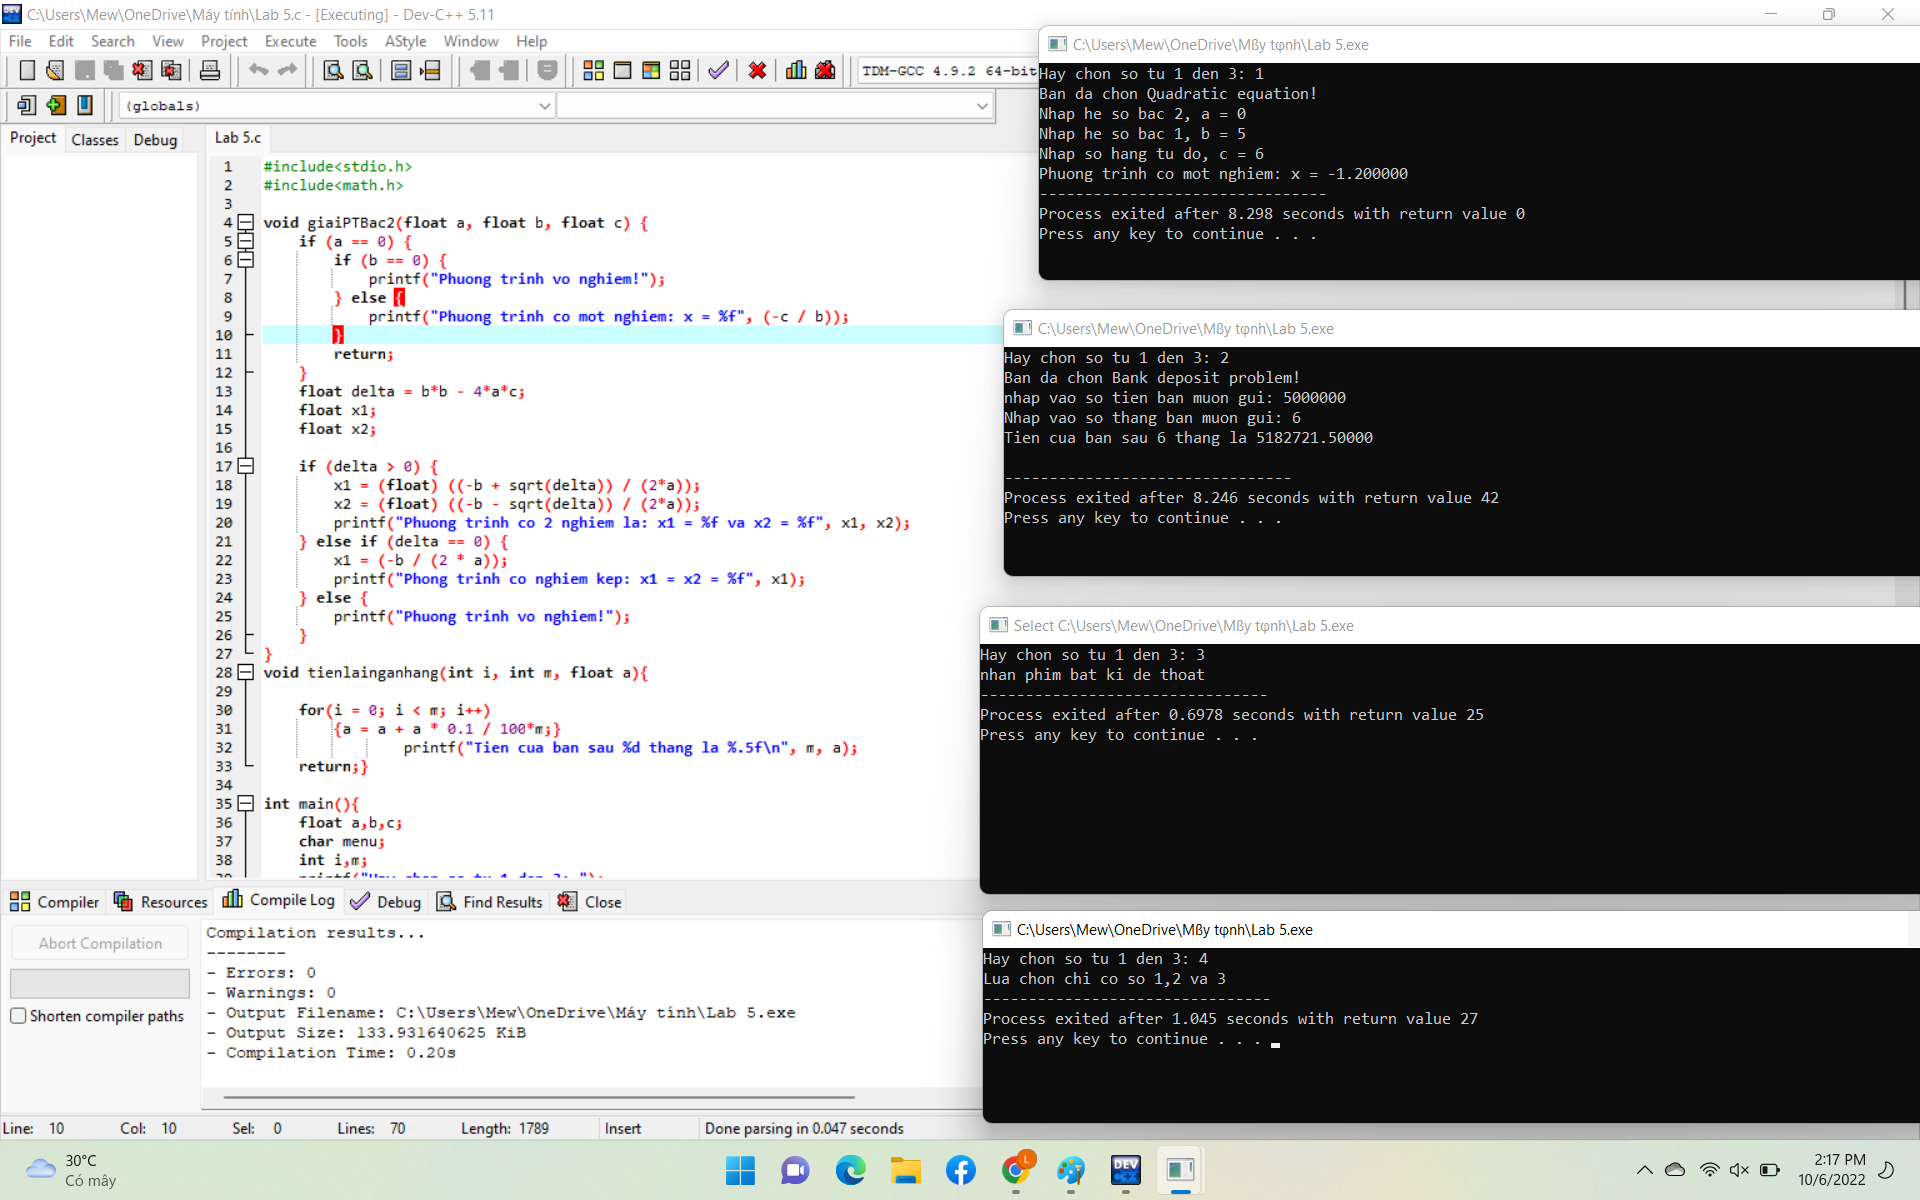 C:\Users\Mew\OneDrive\Máy tính\Lab 5.c - [Executing] - Dev-C++ 5.11
File Edit Search View Project Execute Tools AStyle Window Help
TDM-GCC 4.9.2 64-bit
(globals)
Project Classes Debug
Lab 5.c
1 #include<stdio.h>
2 #include<math.h>
3
4 void giaiPTBac2(float a, float b, float c) {
5 if (a == 0) {
6 if (b == 0) {
7 printf("Phuong trinh vo nghiem!");
8 } else {
9 printf("Phuong trinh co mot nghiem: x = %f", (-c / b));
10 }
11 return;
12 }
13 float delta = b*b - 4*a*c;
14 float x1;
15 float x2;
16
17 if (delta > 0) {
18 x1 = (float) ((-b + sqrt(delta)) / (2*a));
19 x2 = (float) ((-b - sqrt(delta)) / (2*a));
20 printf("Phuong trinh co 2 nghiem la: x1 = %f va x2 = %f", x1, x2);
21 } else if (delta == 0) {
22 x1 = (-b / (2 * a));
23 printf("Phong trinh co nghiem kep: x1 = x2 = %f", x1);
24 } else {
25 printf("Phuong trinh vo nghiem!");
26 }
27 }
28 void tienlainganhang(int i, int m, float a){
29
30 for(i = 0; i < m; i++)
31 {a = a + a * 0.1 / 100*m;}
32 printf("Tien cua ban sau %d thang la %.5f\n", m, a);
33 return;}
34
35 int main(){
36 float a,b,c;
37 char menu;
38 int i,m;
39 printf("Hay chon so tu 1 den 3: ");
Compiler Resources Compile Log Debug Find Results Close
Abort Compilation
Shorten compiler paths
Compilation results...
--------
- Errors: 0
- Warnings: 0
- Output Filename: C:\Users\Mew\OneDrive\Máy tính\Lab 5.exe
- Output Size: 133.931640625 KiB
- Compilation Time: 0.20s
Line: 10 Col: 10 Sel: 0 Lines: 70 Length: 1789 Insert Done parsing in 0.047 seconds
C:\Users\Mew\OneDrive\Mßy tφnh\Lab 5.exe
Hay chon so tu 1 den 3: 1
Ban da chon Quadratic equation!
Nhap he so bac 2, a = 0
Nhap he so bac 1, b = 5
Nhap so hang tu do, c = 6
Phuong trinh co mot nghiem: x = -1.200000
--------------------------------
Process exited after 8.298 seconds with return value 0
Press any key to continue . . .
C:\Users\Mew\OneDrive\Mßy tφnh\Lab 5.exe
Hay chon so tu 1 den 3: 2
Ban da chon Bank deposit problem!
nhap vao so tien ban muon gui: 5000000
Nhap vao so thang ban muon gui: 6
Tien cua ban sau 6 thang la 5182721.50000
--------------------------------
Process exited after 8.246 seconds with return value 42
Press any key to continue . . .
Select C:\Users\Mew\OneDrive\Mßy tφnh\Lab 5.exe
Hay chon so tu 1 den 3: 3
nhan phim bat ki de thoat
--------------------------------
Process exited after 0.6978 seconds with return value 25
Press any key to continue . . .
C:\Users\Mew\OneDrive\Mßy tφnh\Lab 5.exe
Hay chon so tu 1 den 3: 4
Lua chon chi co so 1,2 va 3
--------------------------------
Process exited after 1.045 seconds with return value 27
Press any key to continue . . .
30°C
Có mây
L
DEV
2:17 PM
10/6/2022